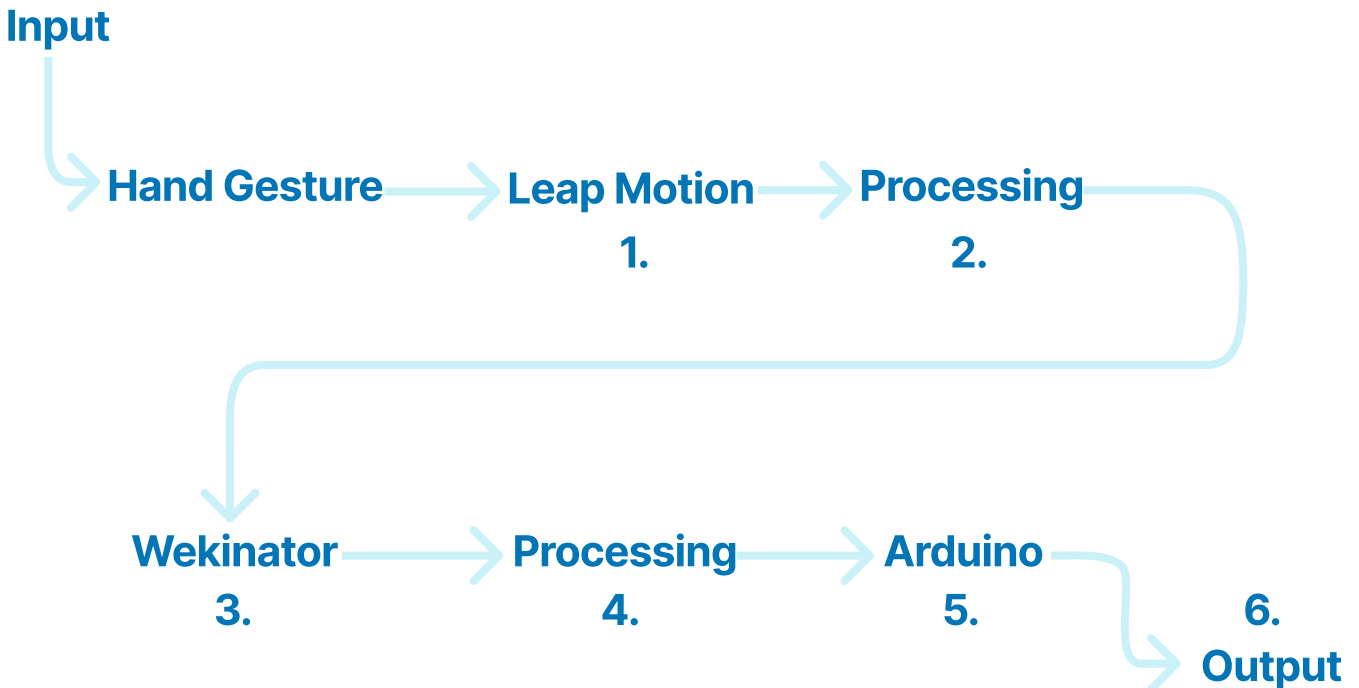 Input
Hand Gesture
Leap Motion
Processing
1.
2.
Wekinator
Processing
Arduino
3.
4.
5.
6.
Output